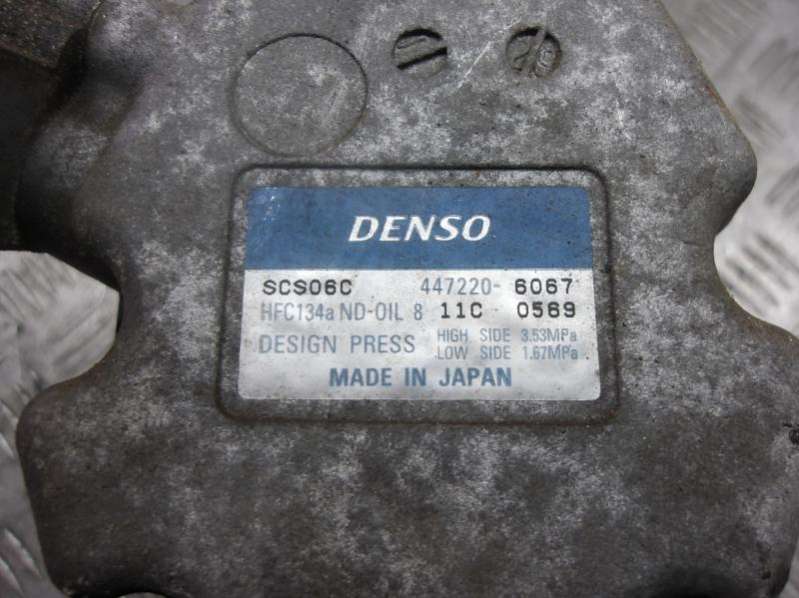 DENSO
SCS06C 447220- 6067
HFC134a ND-OIL 8 11C 0569
DESIGN PRESS HIGH SIDE 3.53MPa
LOW SIDE 1.67MPa
MADE IN JAPAN